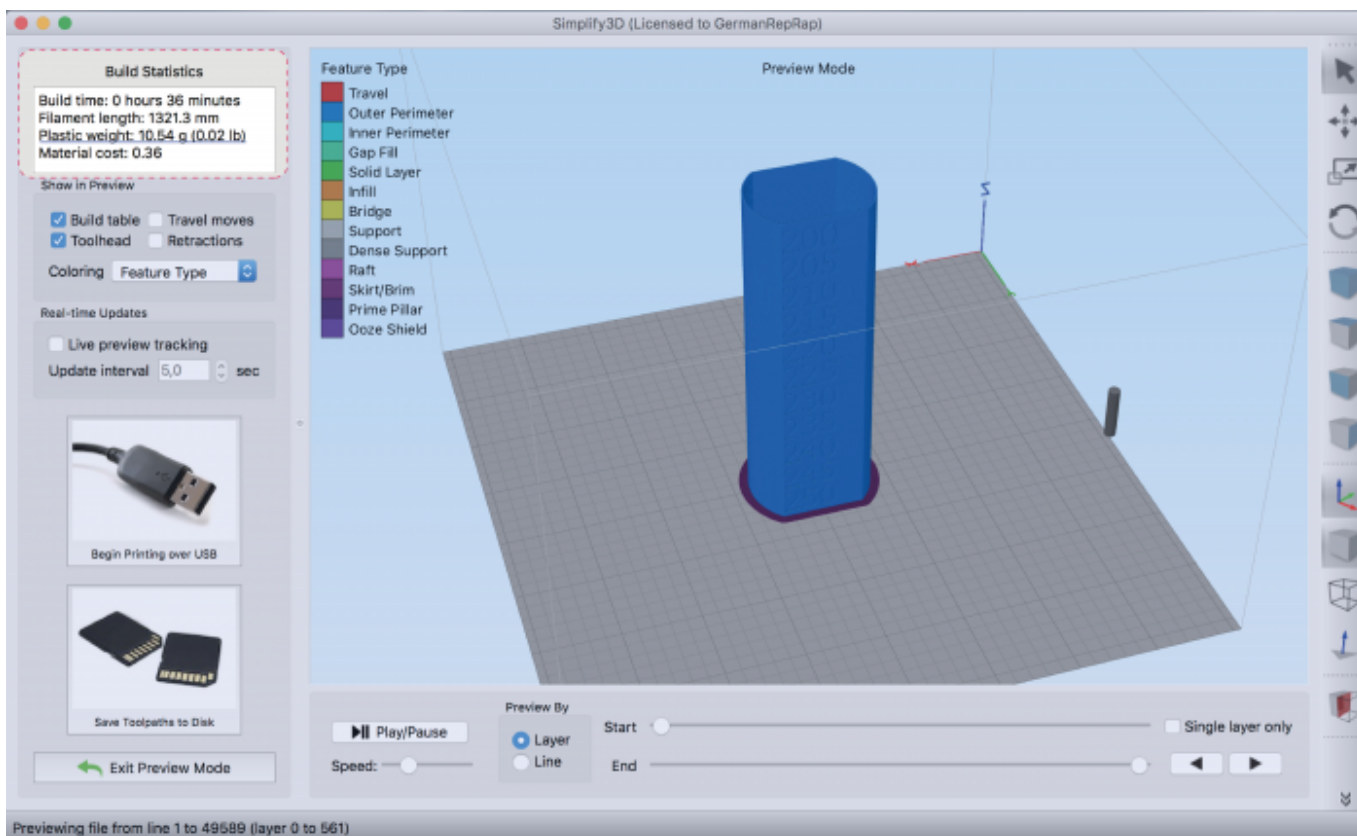 Simplify3D (Licensed to GermanRepRap)
Build Statistics
Build time: 0 hours 36 minutes
Filament length: 1321.3 mm
Plastic weight: 10.54 g (0.02 lb)
Material cost: 0.36
Show in Preview
Build table
Travel moves
Toolhead
Retractions
Coloring
Feature Type
Real-time Updates
Live preview tracking
Update interval 5,0 sec
Begin Printing over USB
Save Toolpaths to Disk
Exit Preview Mode
Feature Type
Travel
Outer Perimeter
Inner Perimeter
Gap Fill
Solid Layer
Infill
Bridge
Support
Dense Support
Raft
Skirt/Brim
Prime Pillar
Ooze Shield
Preview Mode
Z
Play/Pause
Speed:
Preview By
Layer
Line
Start
End
Single layer only
Previewing file from line 1 to 49589 (layer 0 to 561)